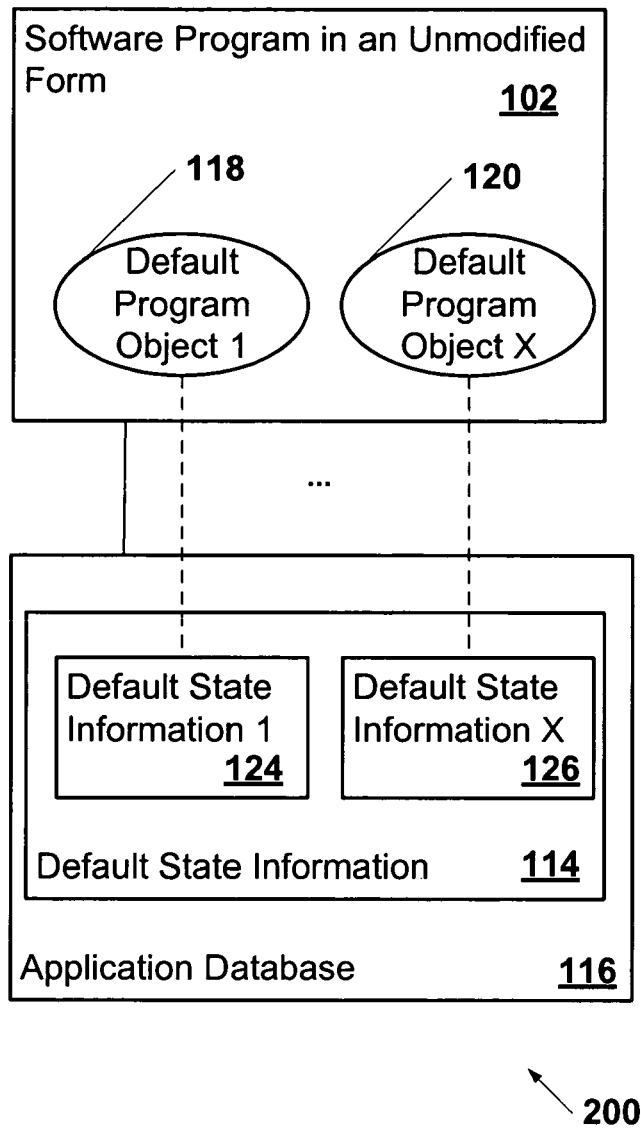 Software Program in an Unmodified
Form
102
118
120
Default
Program
Object 1
Default
Program
Object X
...
Default State
Information 1
124
Default State
Information X
126
Default State Information 114
Application Database 116
200